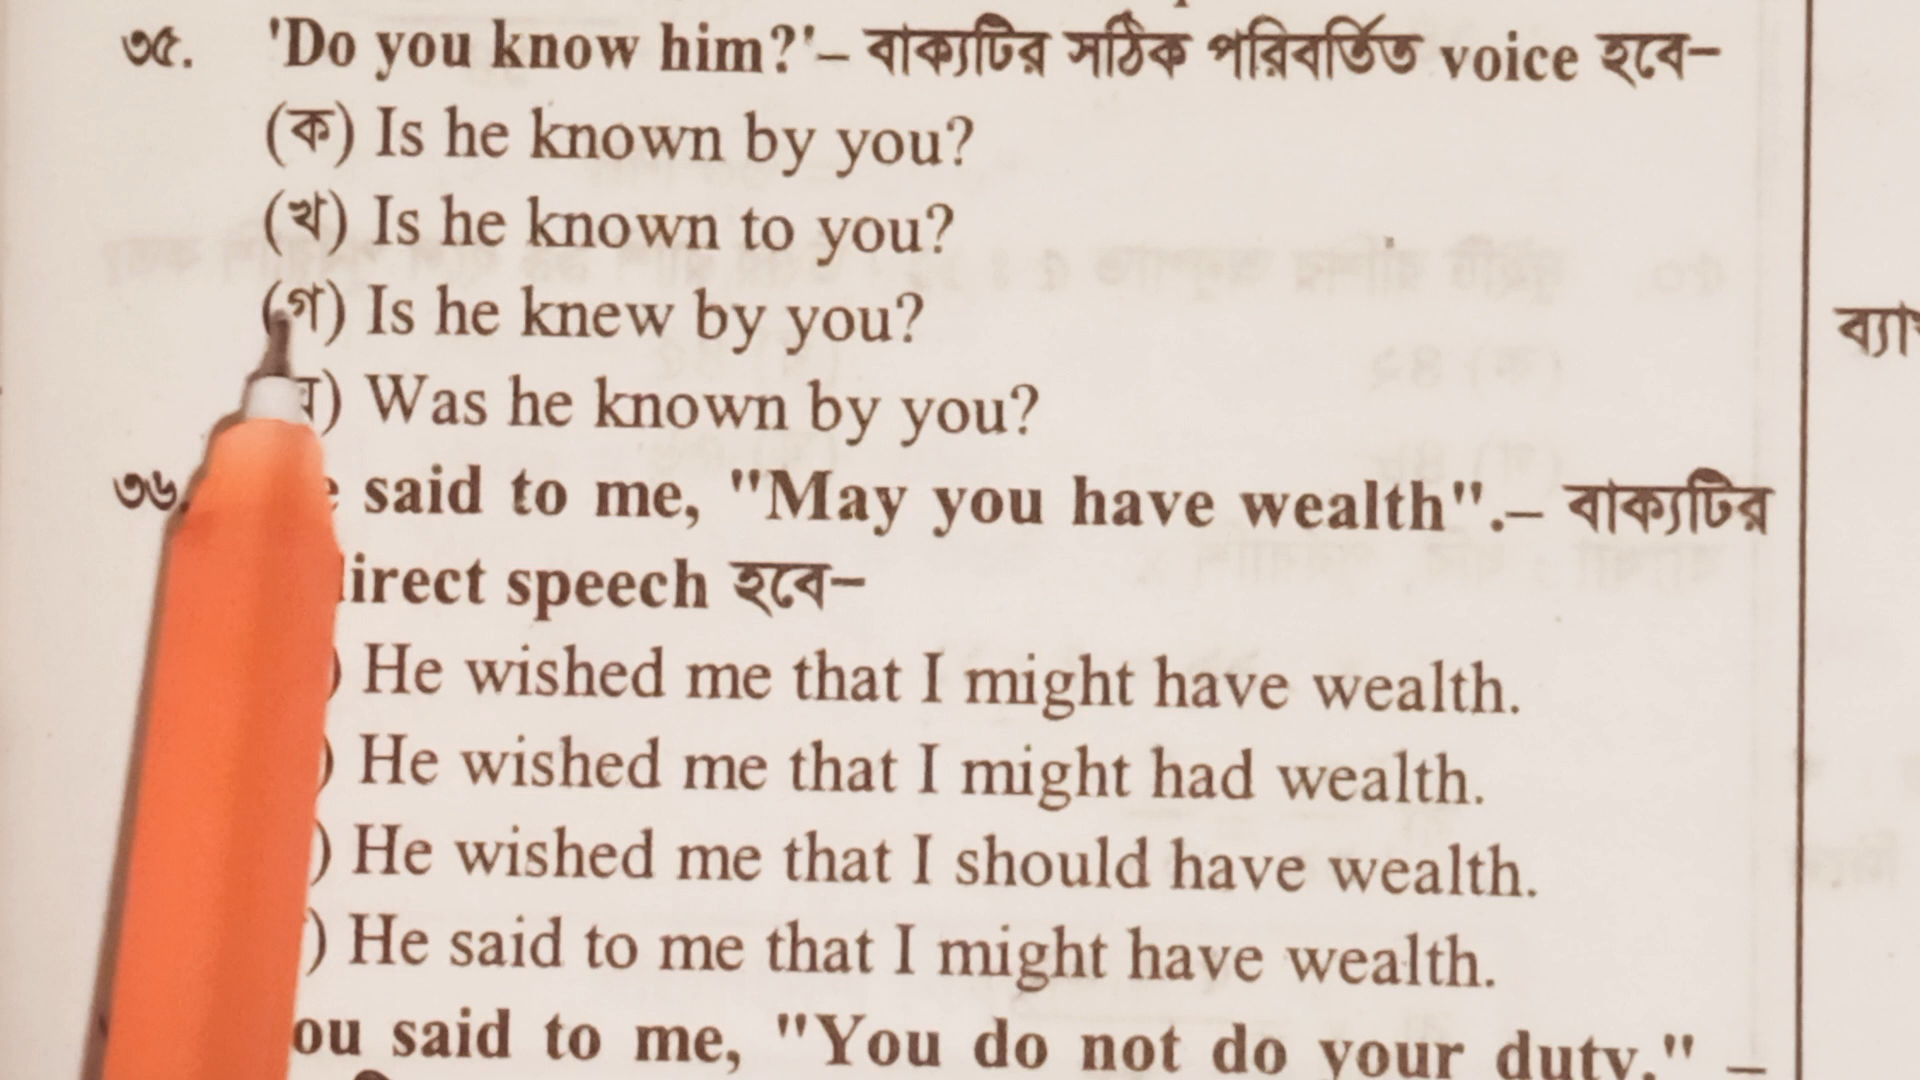 ৩৫. 'Do you know him?'– বাক্যটির সঠিক পরিবর্তিত voice হবে–
(ক) Is he known by you?
(খ) Is he known to you?
(গ) Is he knew by you?
) Was he known by you?
৩৬. said to me, "May you have wealth".– বাক্যটির
speech হবে–
) He wished me that I might have wealth.
) He wished me that I might had wealth.
) He wished me that I should have wealth.
) He said to me that I might have wealth.
said to me, "You do not do your duty." –